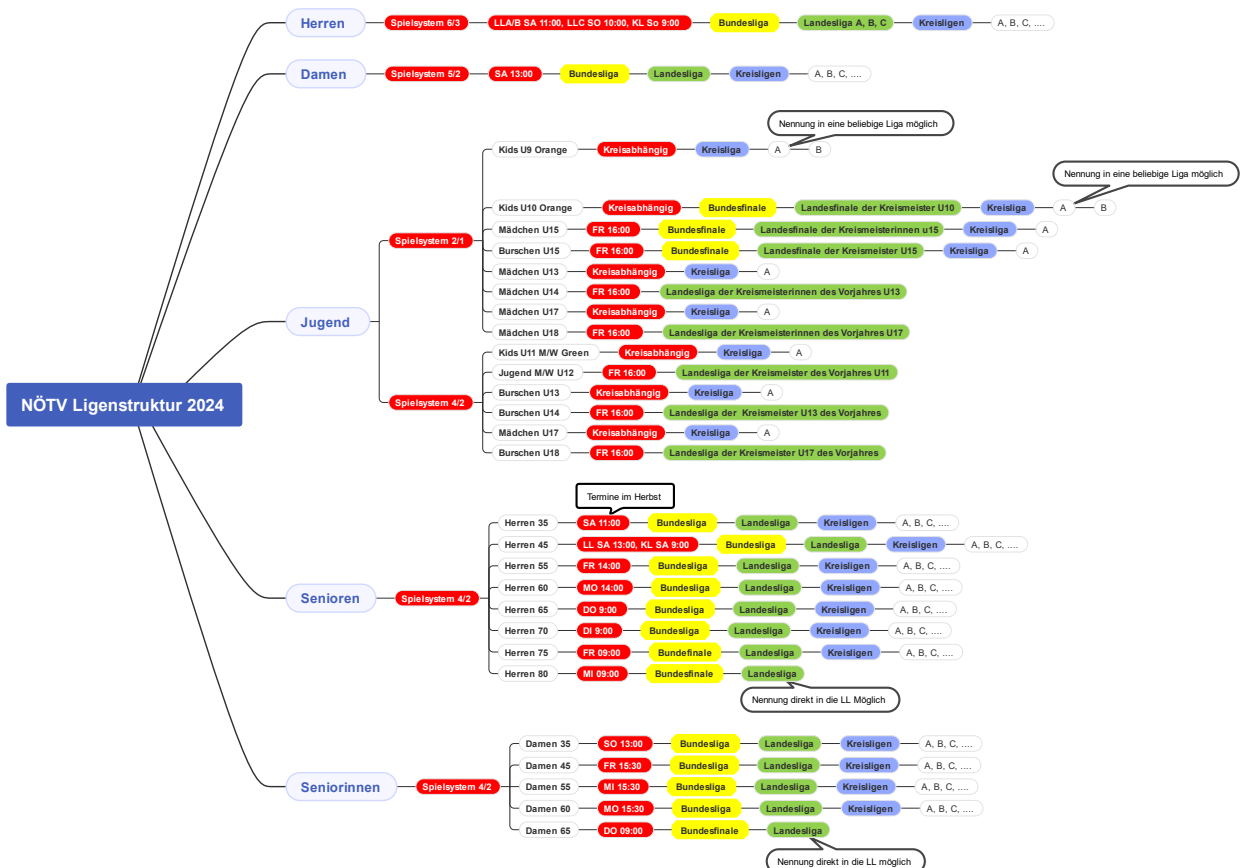 NÖTV Ligenstruktur 2024
Herren Spielsystem 6/3 LLA/B SA 11:00, LLC SO 10:00, KL So 9:00 Bundesliga Landesliga A, B, C Kreisligen A, B, C, ....
Damen Spielsystem 5/2 SA 13:00 Bundesliga Landesliga Kreisligen A, B, C, ....
Jugend
Spielsystem 2/1
Nennung in eine beliebige Liga möglich
Kids U9 Orange Kreisabhängig Kreisliga A B
Nennung in eine beliebige Liga möglich
Kids U10 Orange Kreisabhängig Bundesfinale Landesfinale der Kreismeister U10 Kreisliga A B
Mädchen U15 FR 16:00 Bundesfinale Landesfinale der Kreismeisterinnen u15 Kreisliga A
Burschen U15 FR 16:00 Bundesfinale Landesfinale der Kreismeister U15 Kreisliga A
Mädchen U13 Kreisabhängig Kreisliga A
Mädchen U14 FR 16:00 Landesliga der Kreismeisterinnen des Vorjahres U13
Mädchen U17 Kreisabhängig Kreisliga A
Mädchen U18 FR 16:00 Landesliga der Kreismeisterinnen des Vorjahres U17
Spielsystem 4/2
Kids U11 M/W Green Kreisabhängig Kreisliga A
Jugend M/W U12 FR 16:00 Landesliga der Kreismeister des Vorjahres U11
Burschen U13 Kreisabhängig Kreisliga A
Burschen U14 FR 16:00 Landesliga der Kreismeister U13 des Vorjahres
Mädchen U17 Kreisabhängig Kreisliga A
Burschen U18 FR 16:00 Landesliga der Kreismeister U17 des Vorjahres
Senioren Spielsystem 4/2
Termine im Herbst
Herren 35 SA 11:00 Bundesliga Landesliga Kreisligen A, B, C, ....
Herren 45 LL SA 13:00, KL SA 9:00 Bundesliga Landesliga Kreisligen A, B, C, ....
Herren 55 FR 14:00 Bundesliga Landesliga Kreisligen A, B, C, ....
Herren 60 MO 14:00 Bundesliga Landesliga Kreisligen A, B, C, ....
Herren 65 DO 9:00 Bundesliga Landesliga Kreisligen A, B, C, ....
Herren 70 DI 9:00 Bundesliga Landesliga Kreisligen A, B, C, ....
Herren 75 FR 09:00 Bundefinale Landesliga Kreisligen A, B, C, ....
Herren 80 MI 09:00 Bundesfinale Landesliga
Nennung direkt in die LL Möglich
Seniorinnen Spielsystem 4/2
Damen 35 SO 13:00 Bundesliga Landesliga Kreisligen A, B, C, ....
Damen 45 FR 15:30 Bundesliga Landesliga Kreisligen A, B, C, ....
Damen 55 MI 15:30 Bundesliga Landesliga Kreisligen A, B, C, ....
Damen 60 MO 15:30 Bundesliga Landesliga Kreisligen A, B, C, ....
Damen 65 DO 09:00 Bundesfinale Landesliga
Nennung direkt in die LL möglich